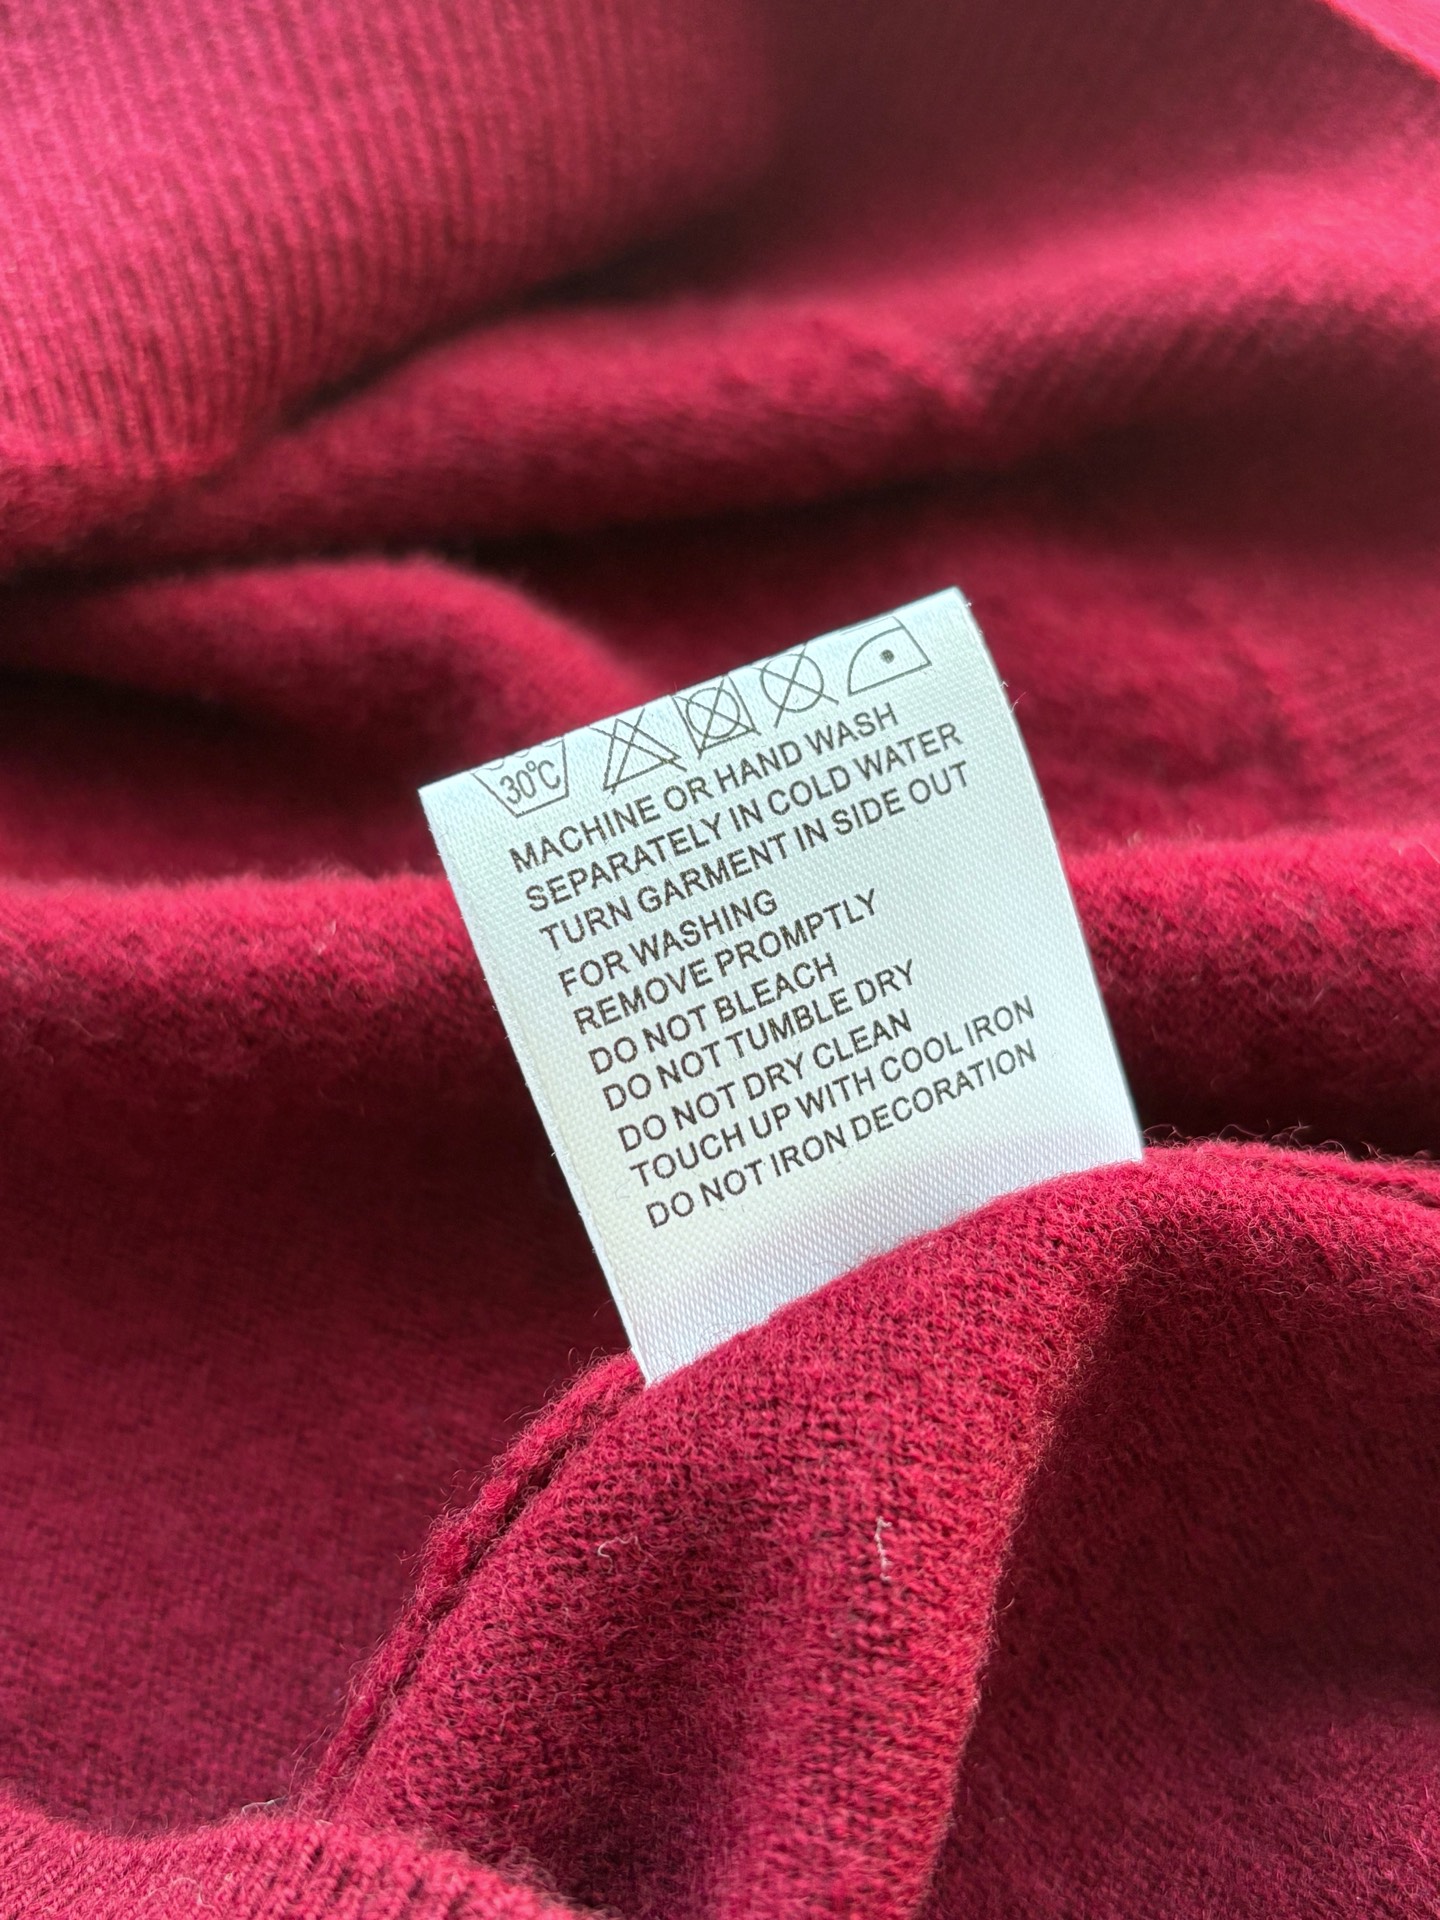 30°C
MACHINE OR HAND WASH
SEPARATELY IN COLD WATER
TURN GARMENT IN SIDE OUT
FOR WASHING
REMOVE PROMPTLY
DO NOT BLEACH
DO NOT TUMBLE DRY
DO NOT DRY CLEAN
TOUCH UP WITH COOL IRON
DO NOT IRON DECORATION